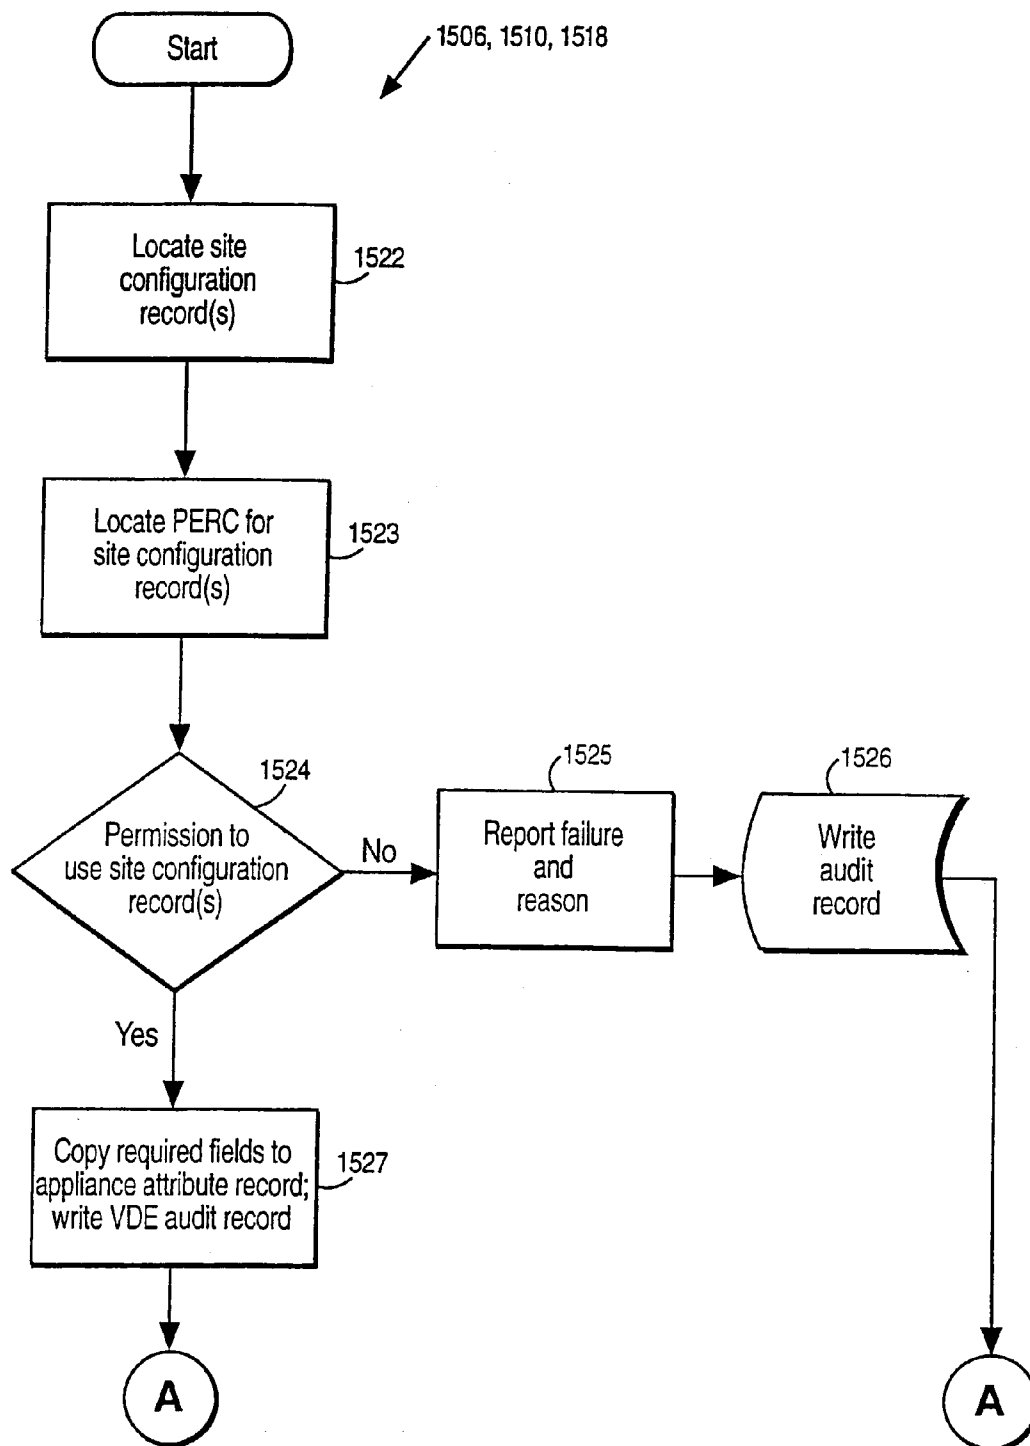 Start
1506, 1510, 1518
Locate site
configuration
record(s)
1522
Locate PERC for
site configuration
record(s)
1523
1524
Permission to
use site configuration
record(s)
No
1525
Report failure
and
reason
1526
Write
audit
record
Yes
Copy required fields to
appliance attribute record;
write VDE audit record
1527
A
A